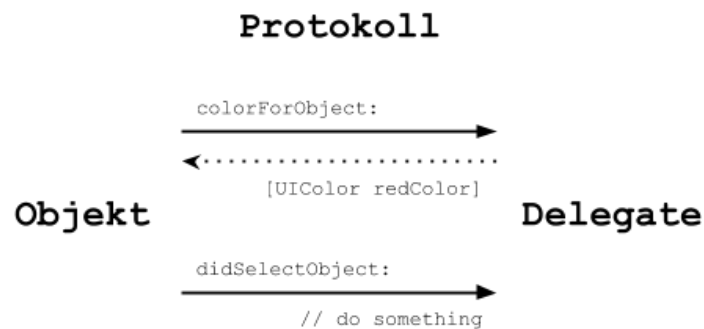 Protokoll
colorForObject:
[UIColor redColor]
Objekt
Delegate
didSelectObject:
// do something